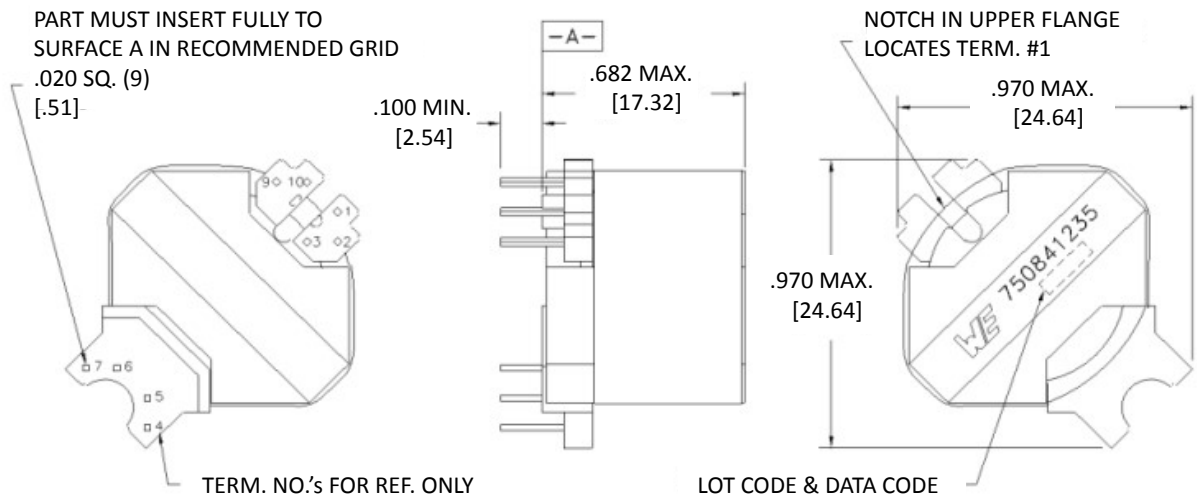 PART MUST INSERT FULLY TO
SURFACE A IN RECOMMENDED GRID
.020 SQ. (9)
[.51]
-A-
.682 MAX.
[17.32]
.100 MIN.
[2.54]
NOTCH IN UPPER FLANGE
LOCATES TERM. #1
.970 MAX.
[24.64]
9 10
1
3 2
7 6
5
4
.970 MAX.
[24.64]
WE 750841235
TERM. NO.'s FOR REF. ONLY
LOT CODE & DATA CODE